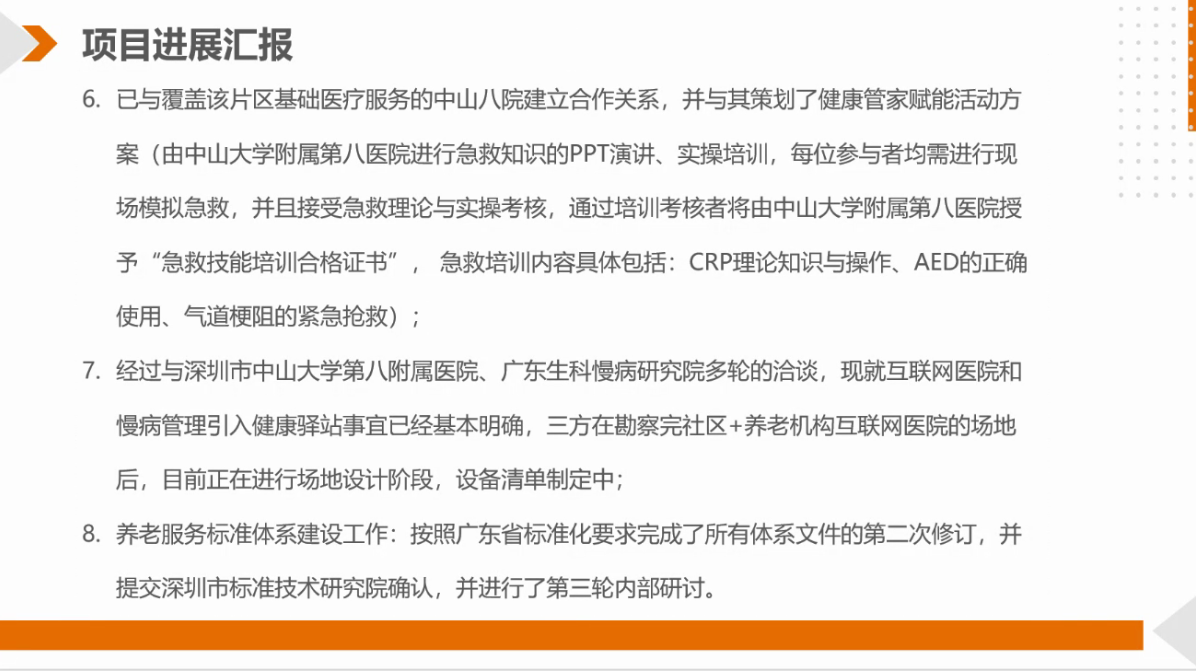 项目进展汇报
6. 已与覆盖该片区基础医疗服务的中山八院建立合作关系，并与其策划了健康管家赋能活动方
案（由中山大学附属第八医院进行急救知识的PPT演讲、实操培训，每位参与者均需进行现
场模拟急救，并且接受急救理论与实操考核，通过培训考核者将由中山大学附属第八医院授
予“急救技能培训合格证书”， 急救培训内容具体包括：CRP理论知识与操作、AED的正确
使用、气道梗阻的紧急抢救）；
7. 经过与深圳市中山大学第八附属医院、广东生科慢病研究院多轮的洽谈，现就互联网医院和
慢病管理引入健康驿站事宜已经基本明确，三方在勘察完社区+养老机构互联网医院的场地
后，目前正在进行场地设计阶段，设备清单制定中；
8. 养老服务标准体系建设工作：按照广东省标准化要求完成了所有体系文件的第二次修订，并
提交深圳市标准技术研究院确认，并进行了第三轮内部研讨。